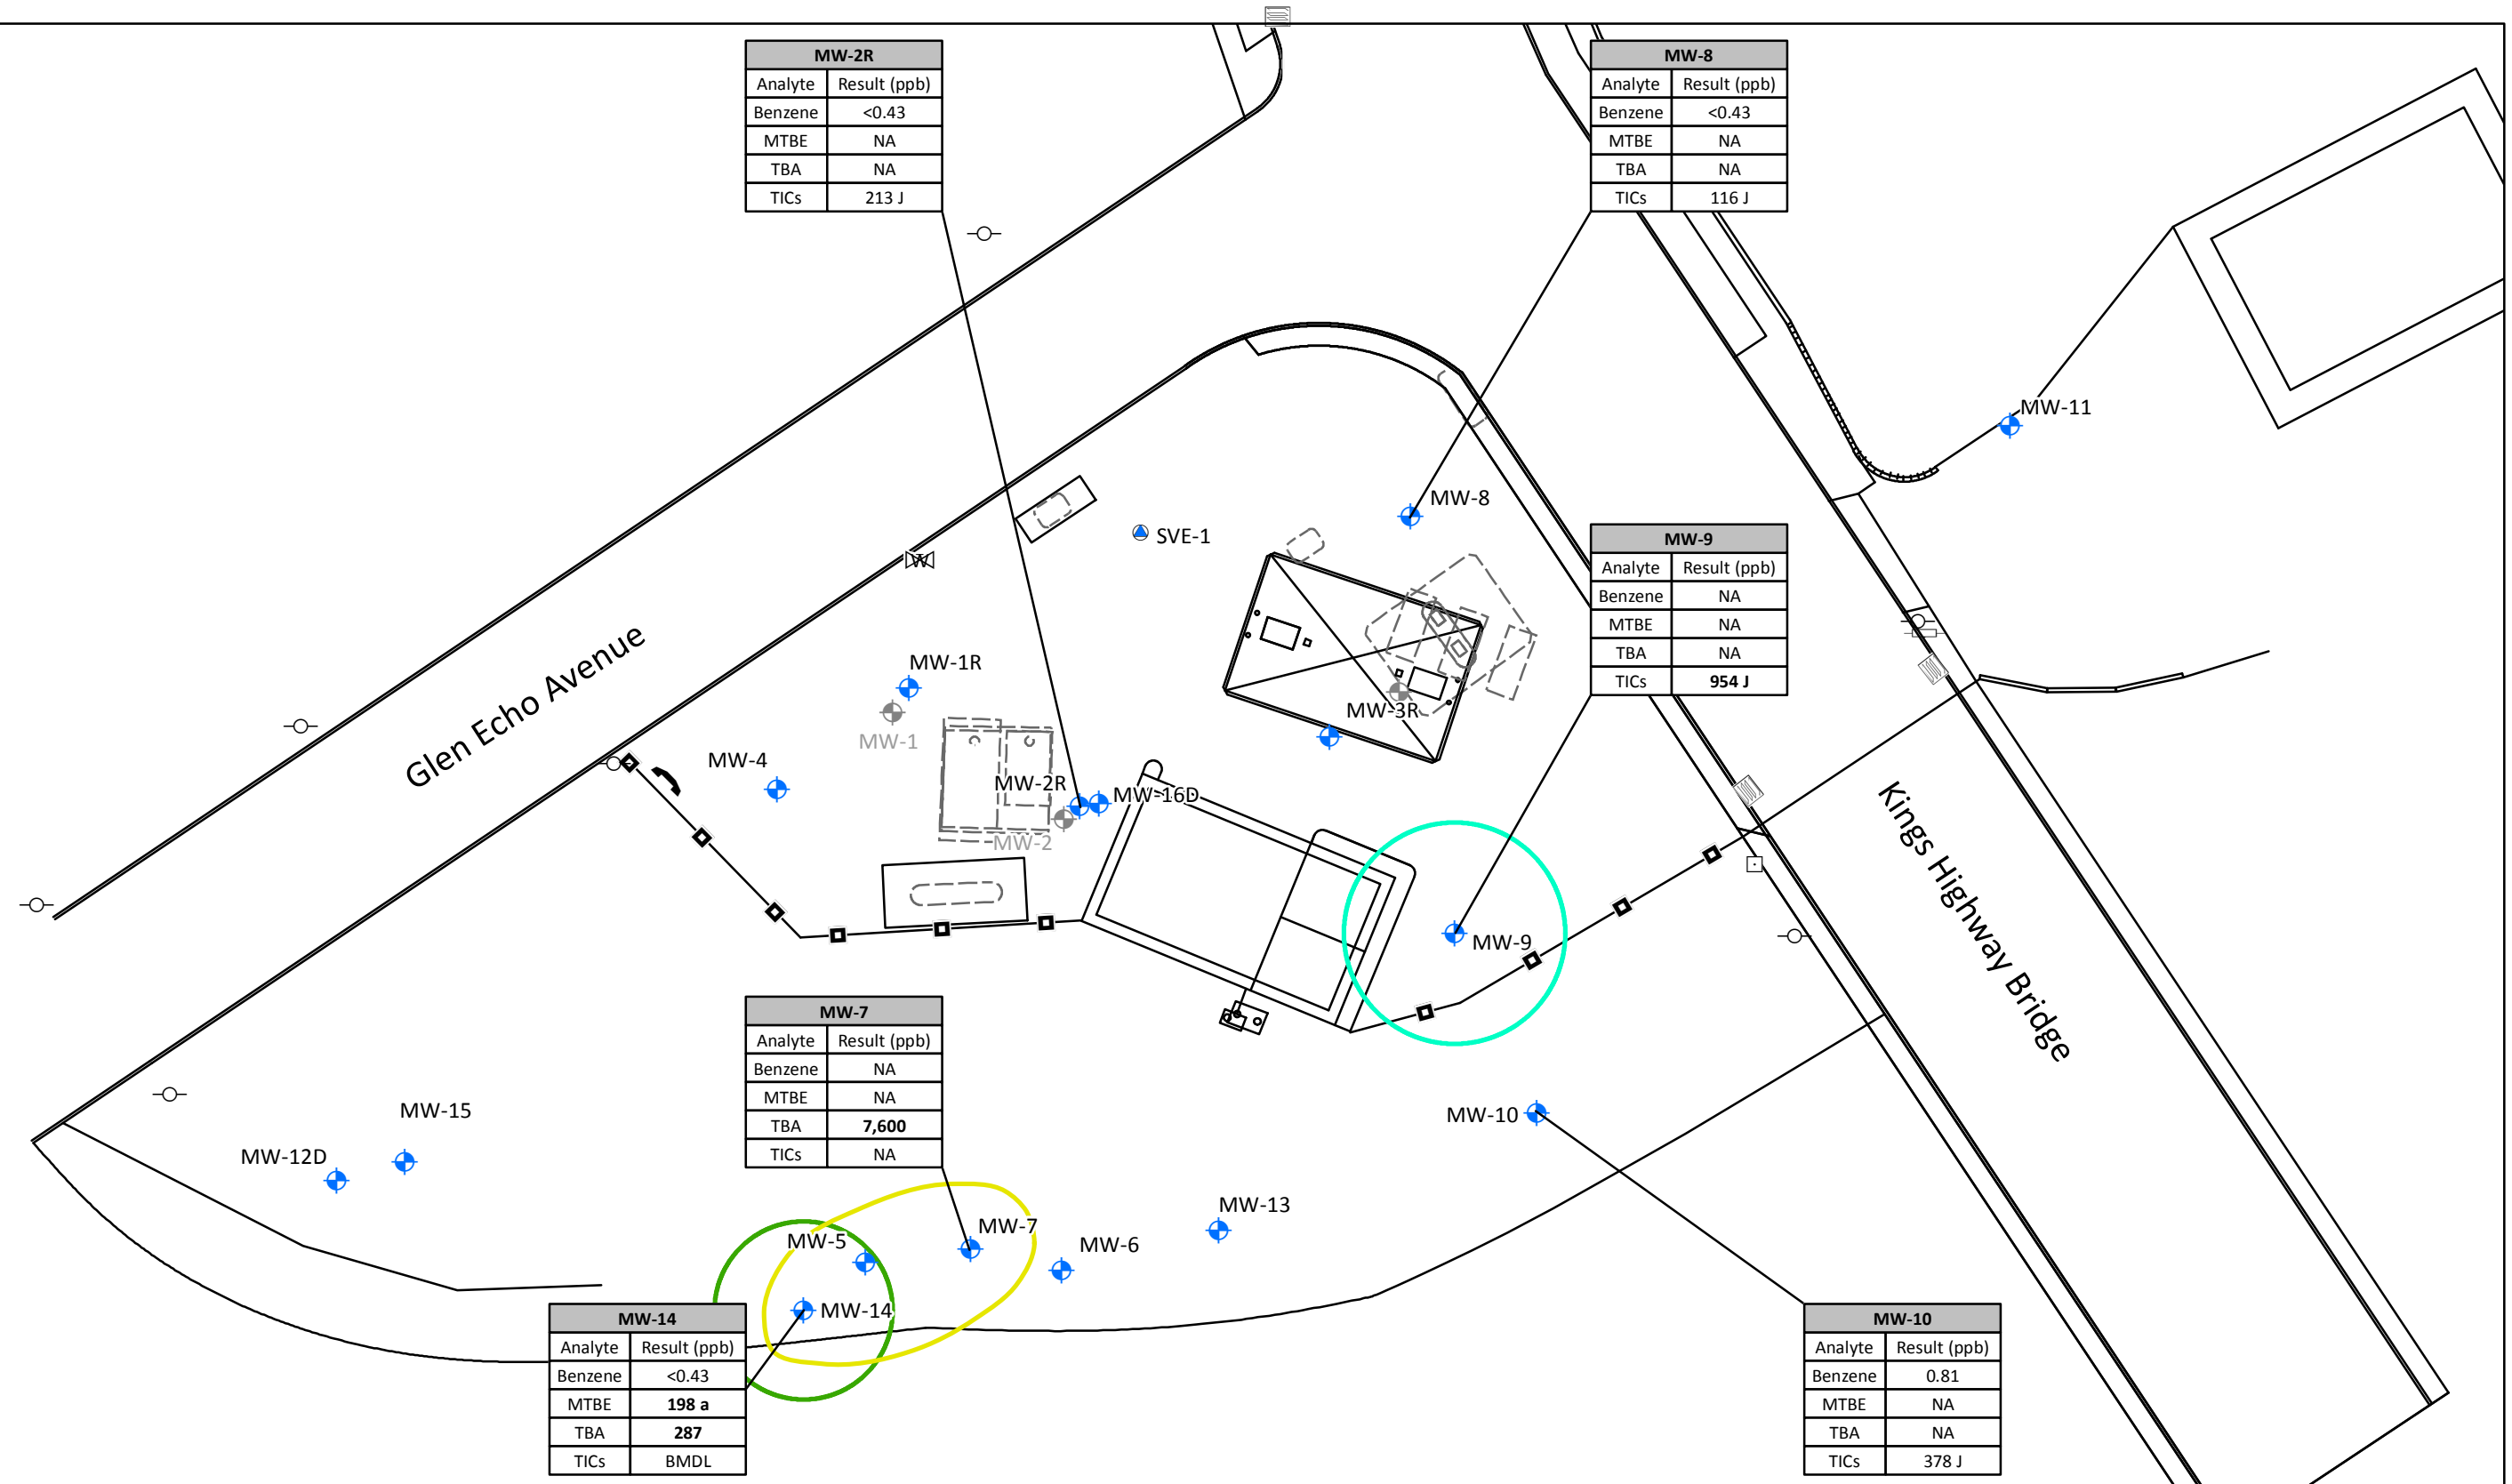 MW-2R
Analyte Result (ppb)
Benzene <0.43
MTBE NA
TBA NA
TICs 213 J
MW-8
Analyte Result (ppb)
Benzene <0.43
MTBE NA
TBA NA
TICs 116 J
MW-11
MW-8
SVE-1
W
MW-9
Analyte Result (ppb)
Benzene NA
MTBE NA
TBA NA
TICs 954 J
Glen Echo Avenue
MW-1R
MW-1
MW-3R
MW-4
MW-2R
MW-16D
MW-2
Kings Highway Bridge
MW-9
MW-7
Analyte Result (ppb)
Benzene NA
MTBE NA
TBA 7,600
TICs NA
MW-15
MW-12D
MW-10
MW-13
MW-7
MW-5
MW-6
MW-14
MW-14
Analyte Result (ppb)
Benzene <0.43
MTBE 198 a
TBA 287
TICs BMDL
MW-10
Analyte Result (ppb)
Benzene 0.81
MTBE NA
TBA NA
TICs 378 J